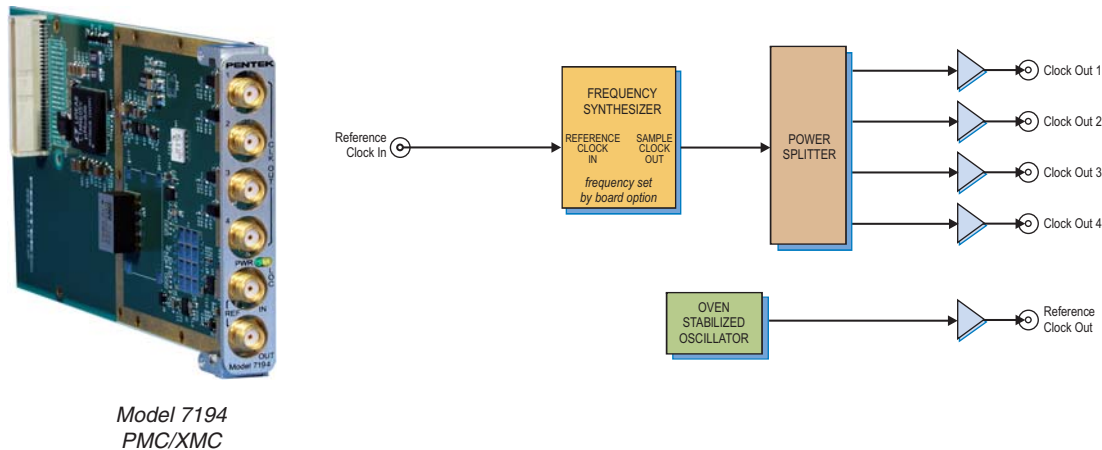 PENTEK
1
2
3
4
PWR
REF
IN
OUT
Model 7194
Model 7194
PMC/XMC
Reference
Clock In
FREQUENCY
SYNTHESIZER
REFERENCE
CLOCK
IN
SAMPLE
CLOCK
OUT
frequency set
by board option
POWER
SPLITTER
Clock Out 1
Clock Out 2
Clock Out 3
Clock Out 4
OVEN
STABILIZED
OSCILLATOR
Reference
Clock Out